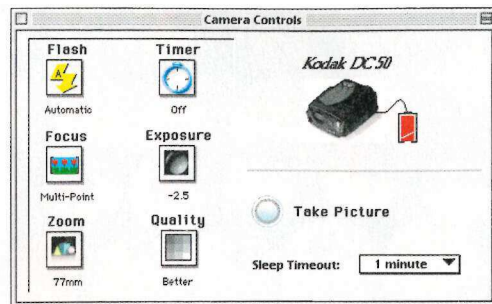 Camera Controls
Flash
Timer
Automatic
Off
Focus
Exposure
Multi-Point
-2.5
Zoom
Quality
77mm
Better
Kodak DC50
Take Picture
Sleep Timeout: 1 minute